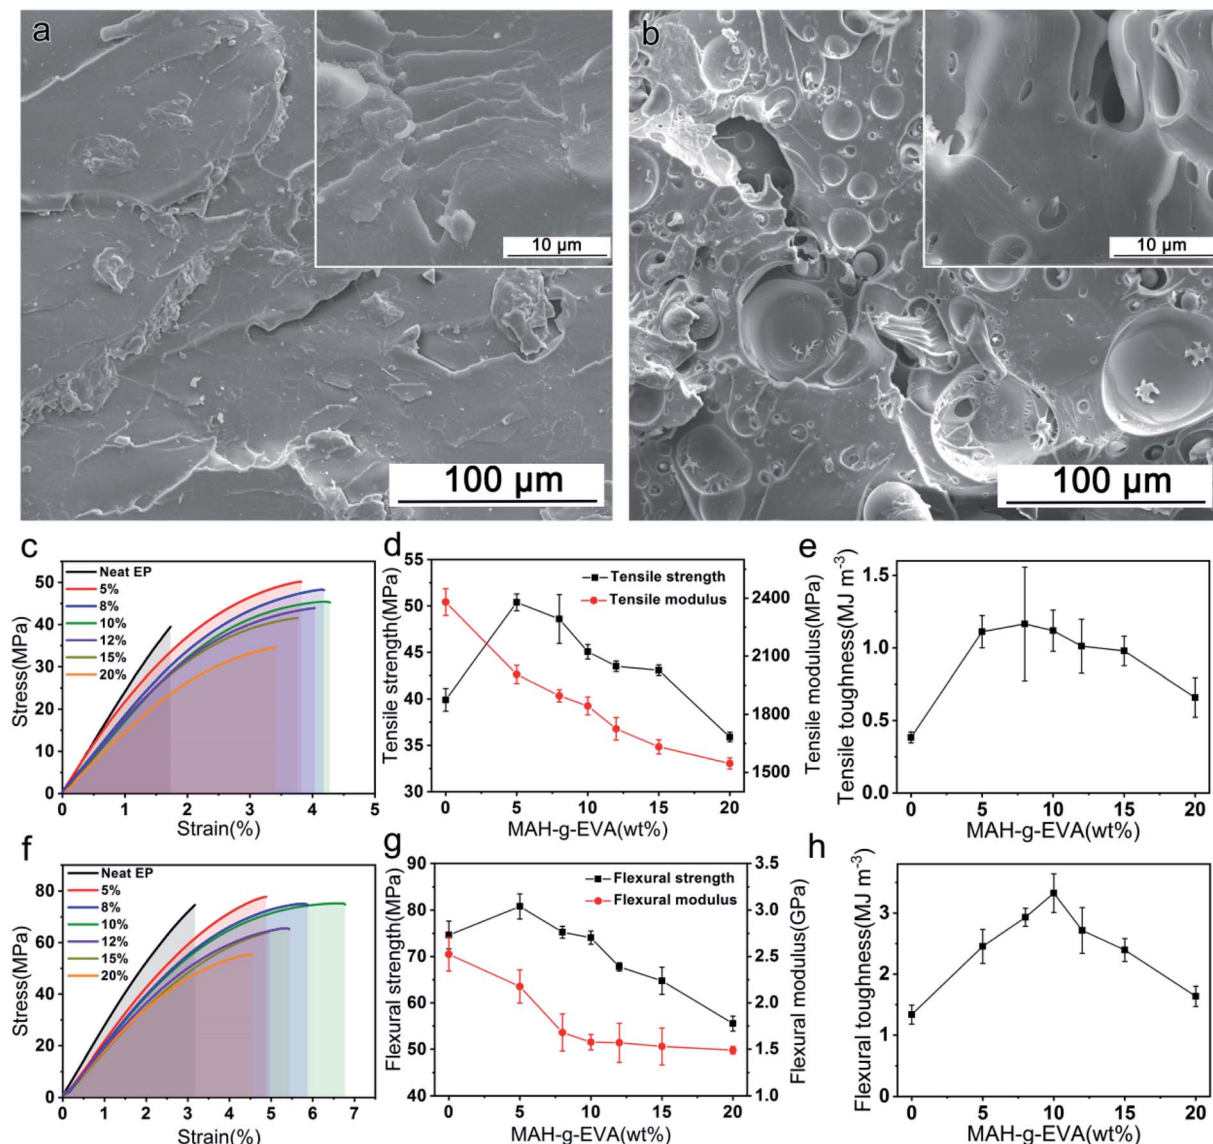 a
10 µm
100 µm
b
10 µm
100 µm
c
Neat EP
5%
8%
10%
12%
15%
20%
Stress(MPa)
50
40
30
20
10
0
0 1 2 3 4 5
Strain(%)
d
Tensile strength
Tensile modulus
Tensile strength(MPa)
55
50
45
40
35
30
2400
2100
1800
1500
Tensile modulus(MPa)
0 5 10 15 20
MAH-g-EVA(wt%)
e
Tensile toughness(MJ m-3)
1.5
1.0
0.5
0.0
0 5 10 15 20
MAH-g-EVA(wt%)
f
Neat EP
5%
8%
10%
12%
15%
20%
Stress(MPa)
80
60
40
20
0
0 1 2 3 4 5 6 7
Strain(%)
g
Flexural strength
Flexural modulus
Flexural strength(MPa)
90
80
70
60
50
40
3.5
3.0
2.5
2.0
1.5
1.0
Flexural modulus(GPa)
0 5 10 15 20
MAH-g-EVA(wt%)
h
Flexural toughness(MJ m-3)
3
2
1
0
0 5 10 15 20
MAH-g-EVA(wt%)